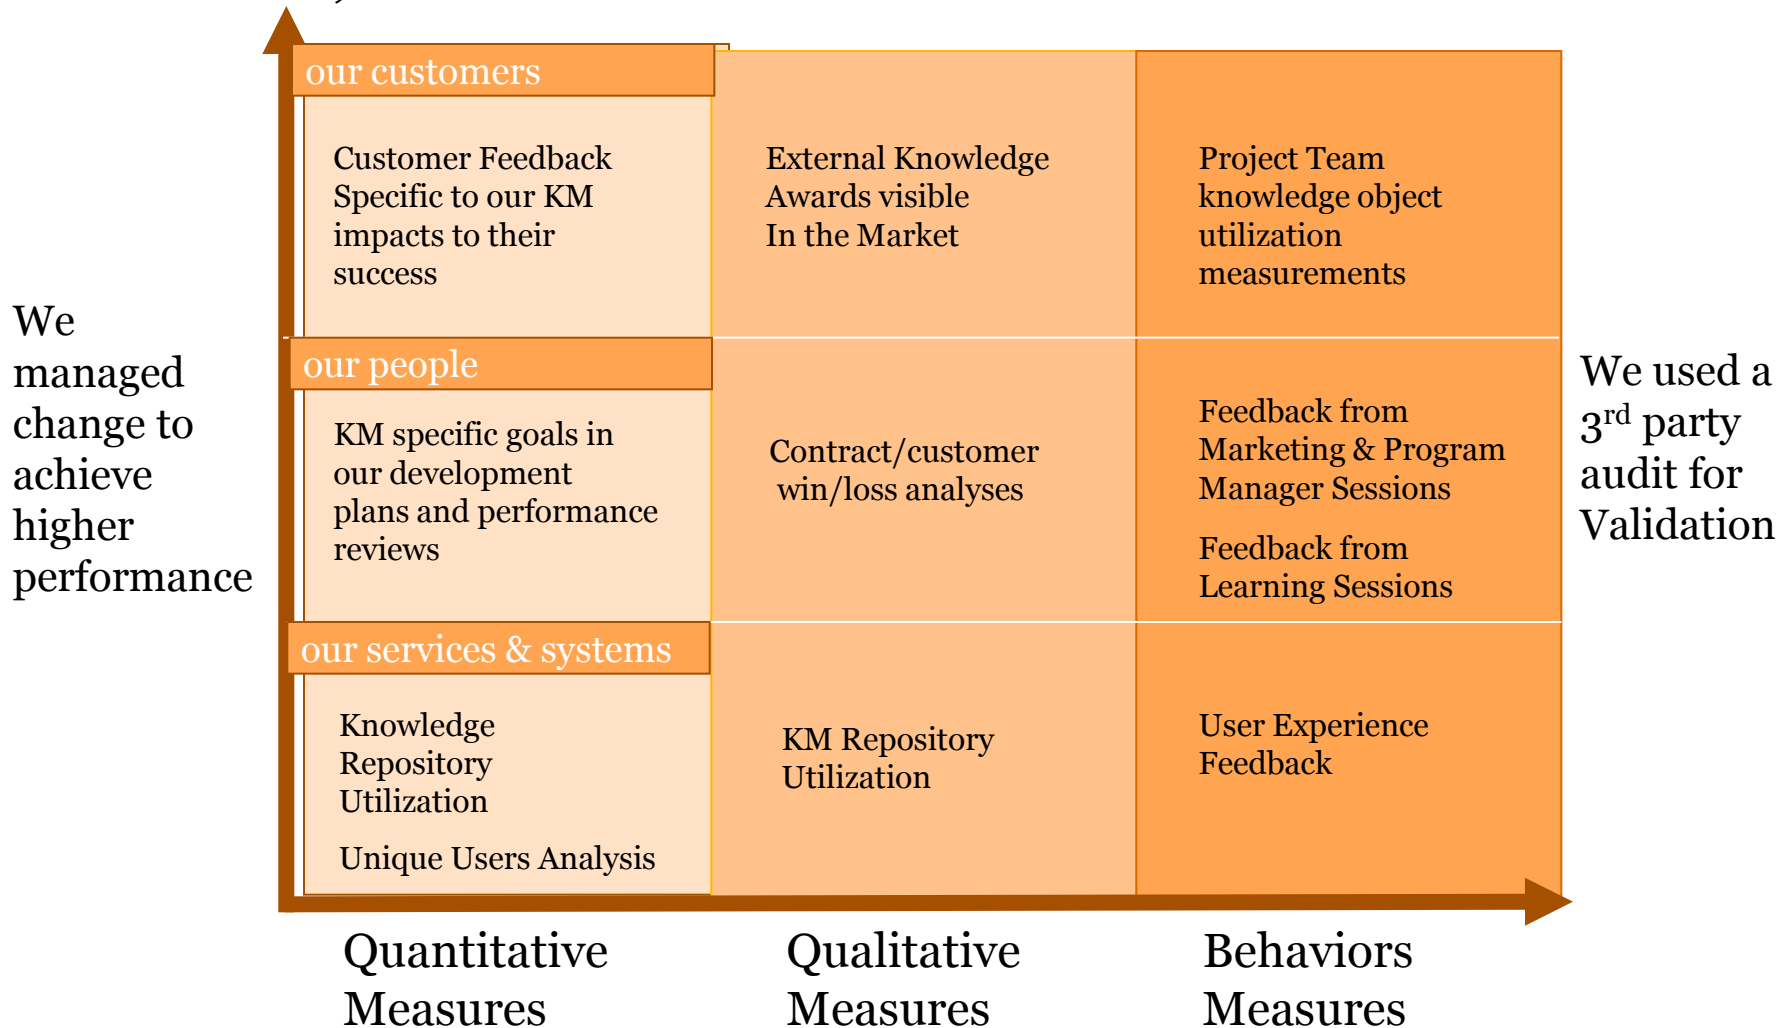 our customers
Customer Feedback
Specific to our KM
impacts to their
success
External Knowledge
Awards visible
In the Market
Project Team
knowledge object
utilization
measurements
We
managed
change to
achieve
higher
performance
our people
KM specific goals in
our development
plans and performance
reviews
Contract/customer
win/loss analyses
Feedback from
Marketing & Program
Manager Sessions
Feedback from
Learning Sessions
We used a
3rd party
audit for
Validation
our services & systems
Knowledge
Repository
Utilization
Unique Users Analysis
KM Repository
Utilization
User Experience
Feedback
Quantitative
Measures
Qualitative
Measures
Behaviors
Measures